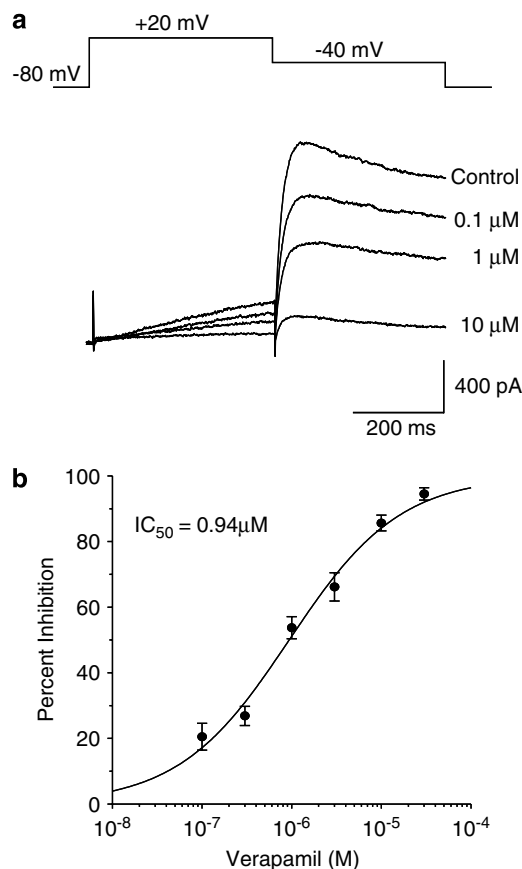 a
+20 mV
-40 mV
-80 mV
Control
0.1 μM
1 μM
10 μM
400 pA
200 ms
b
IC50 = 0.94μM
Percent Inhibition
100
80
60
40
20
0
10-8
10-7
10-6
10-5
10-4
Verapamil (M)